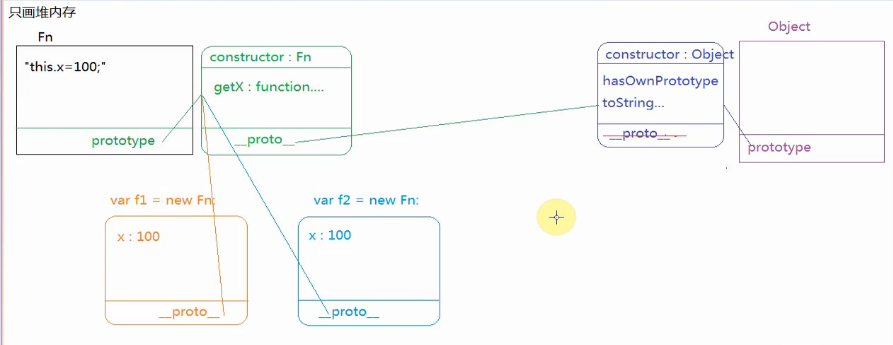 只画堆内存
Fn
"this.x=100;"
prototype
constructor : Fn
getX : function....
__proto__
constructor : Object
hasOwnPrototype
toString...
__proto__
Object
prototype
var f1 = new Fn;
x : 100
__proto__
var f2 = new Fn;
x : 100
__proto__